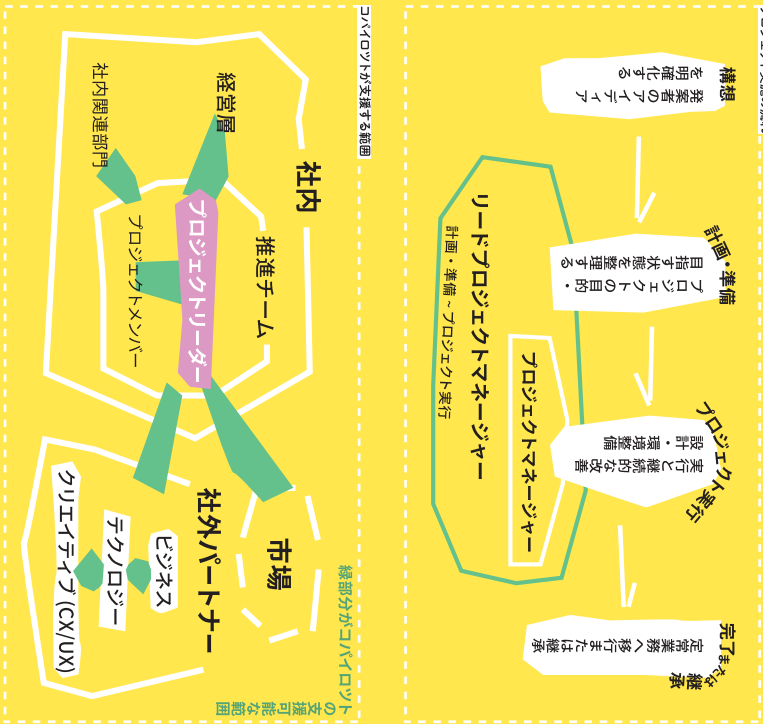 コパイロツトが支援する範囲
社内
経営層
社内関連部門
推進チーム
プロジェクトリーダー
プロジェクトメンバー
市場
社外パートナー
ビジネス
テクノロジー
クリエイティブ (CX/UX)
緑部分がコパイロツト
の支援可能な範囲
構想
発案者のアイディア
を明確化する
計画・準備
プロジェクトの目的・
目指す状態を整理する
プロジェクト実行
実行と継続的な改善
設計・環境整備
完了または
継承
定常業務へ移行または継承
リードプロジェクトマネージャー
計画・準備～プロジェクト実行
プロジェクトマネージャー